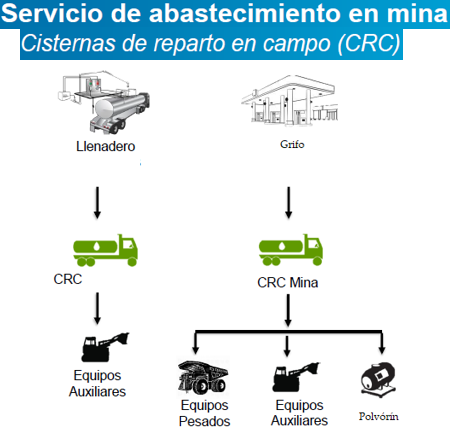 Servicio de abastecimiento en mina
Cisternas de reparto en campo (CRC)
Llenadero
Grifo
CRC
CRC Mina
Equipos
Auxiliares
Equipos
Pesados
Equipos
Auxiliares
Polvórín